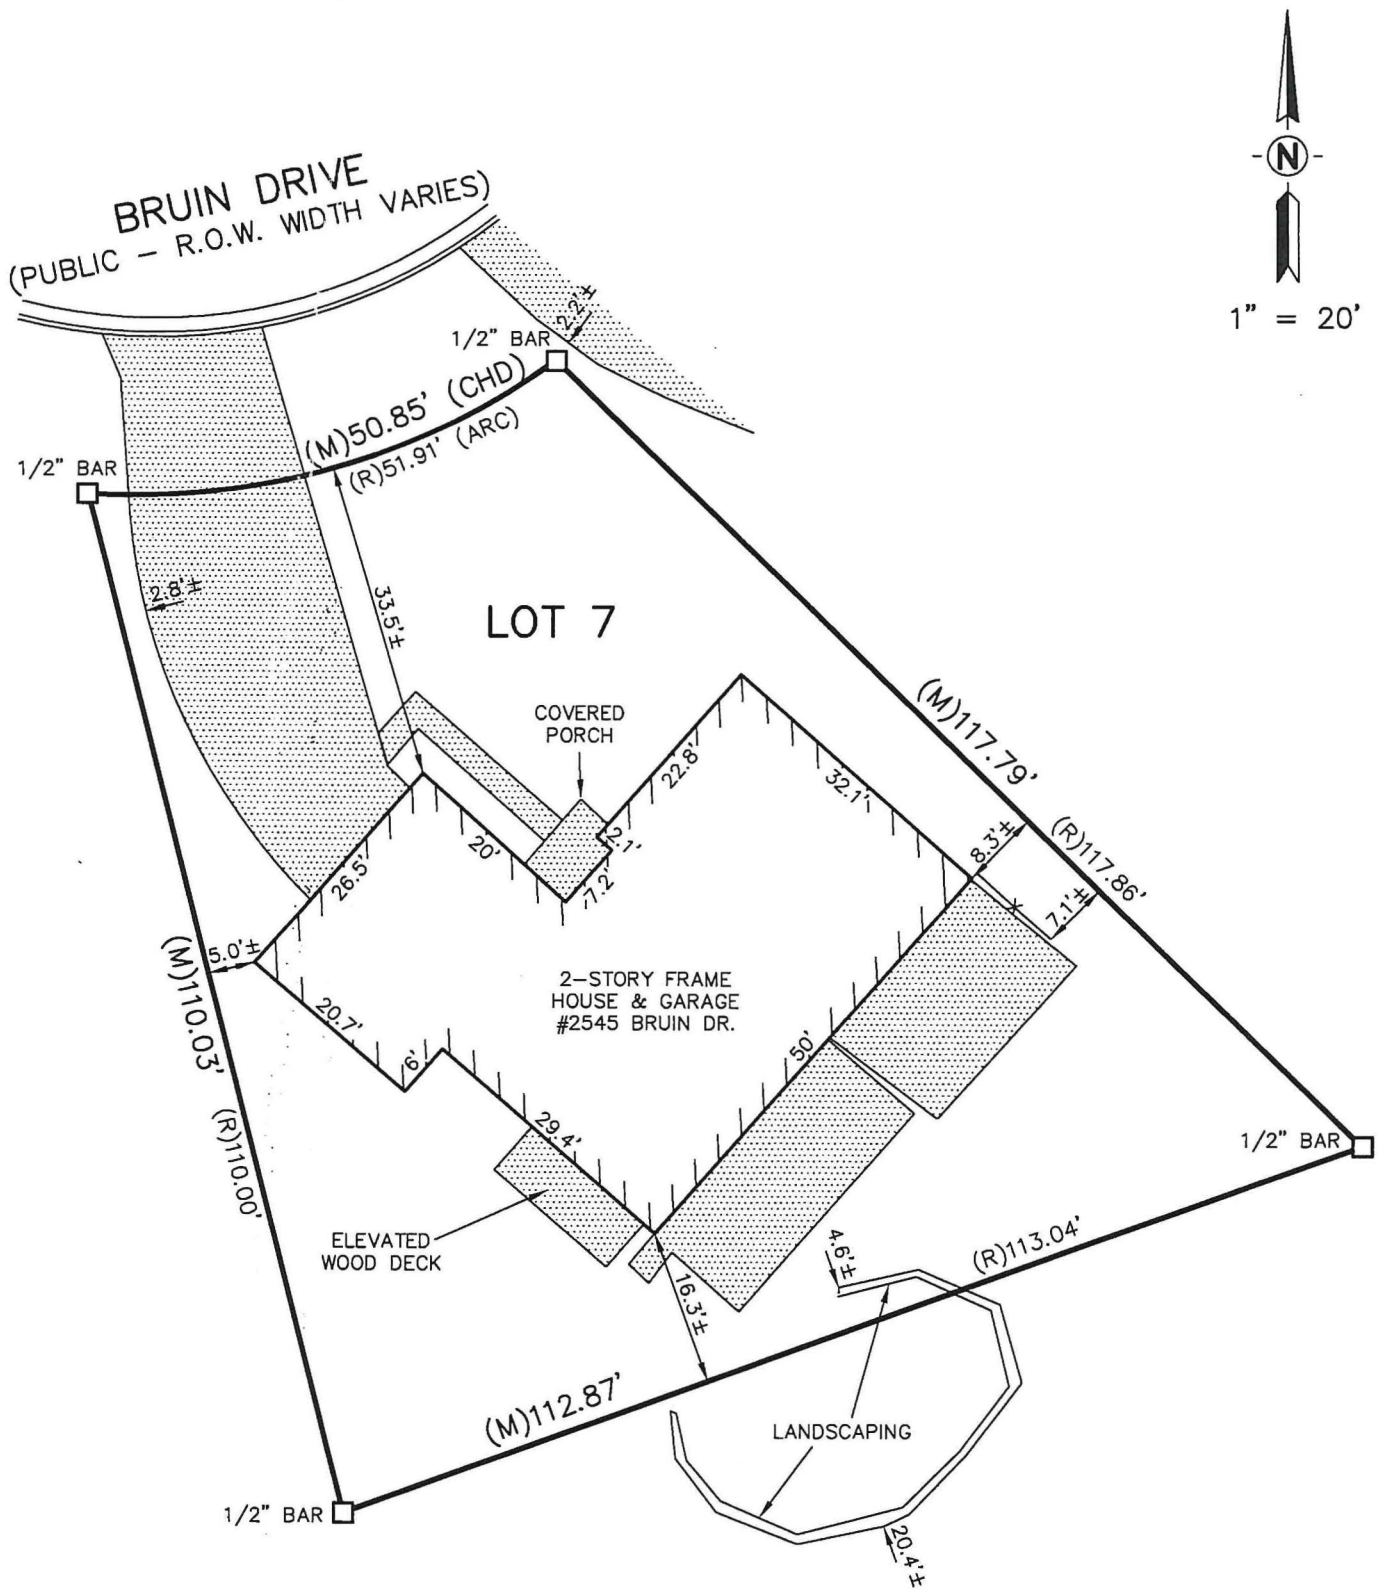 BRUIN DRIVE
(PUBLIC – R.O.W. WIDTH VARIES)
N
1" = 20'
2.2'±
1/2" BAR
(M)50.85' (CHD)
(R)51.91' (ARC)
1/2" BAR
2.8'±
33.5'±
LOT 7
COVERED
PORCH
22.8'
32.1'
(M)117.79'
(R)117.86'
8.3'±
7.1'±
X
2.1'
7.2'
20'
26.5'
5.0'±
(M)110.03'
(R)110.00'
20.7'
6'
2–STORY FRAME
HOUSE & GARAGE
#2545 BRUIN DR.
50'
29.4'
ELEVATED
WOOD DECK
1/2" BAR
4.6'±
(R)113.04'
16.3'±
(M)112.87'
LANDSCAPING
1/2" BAR
20.4'±